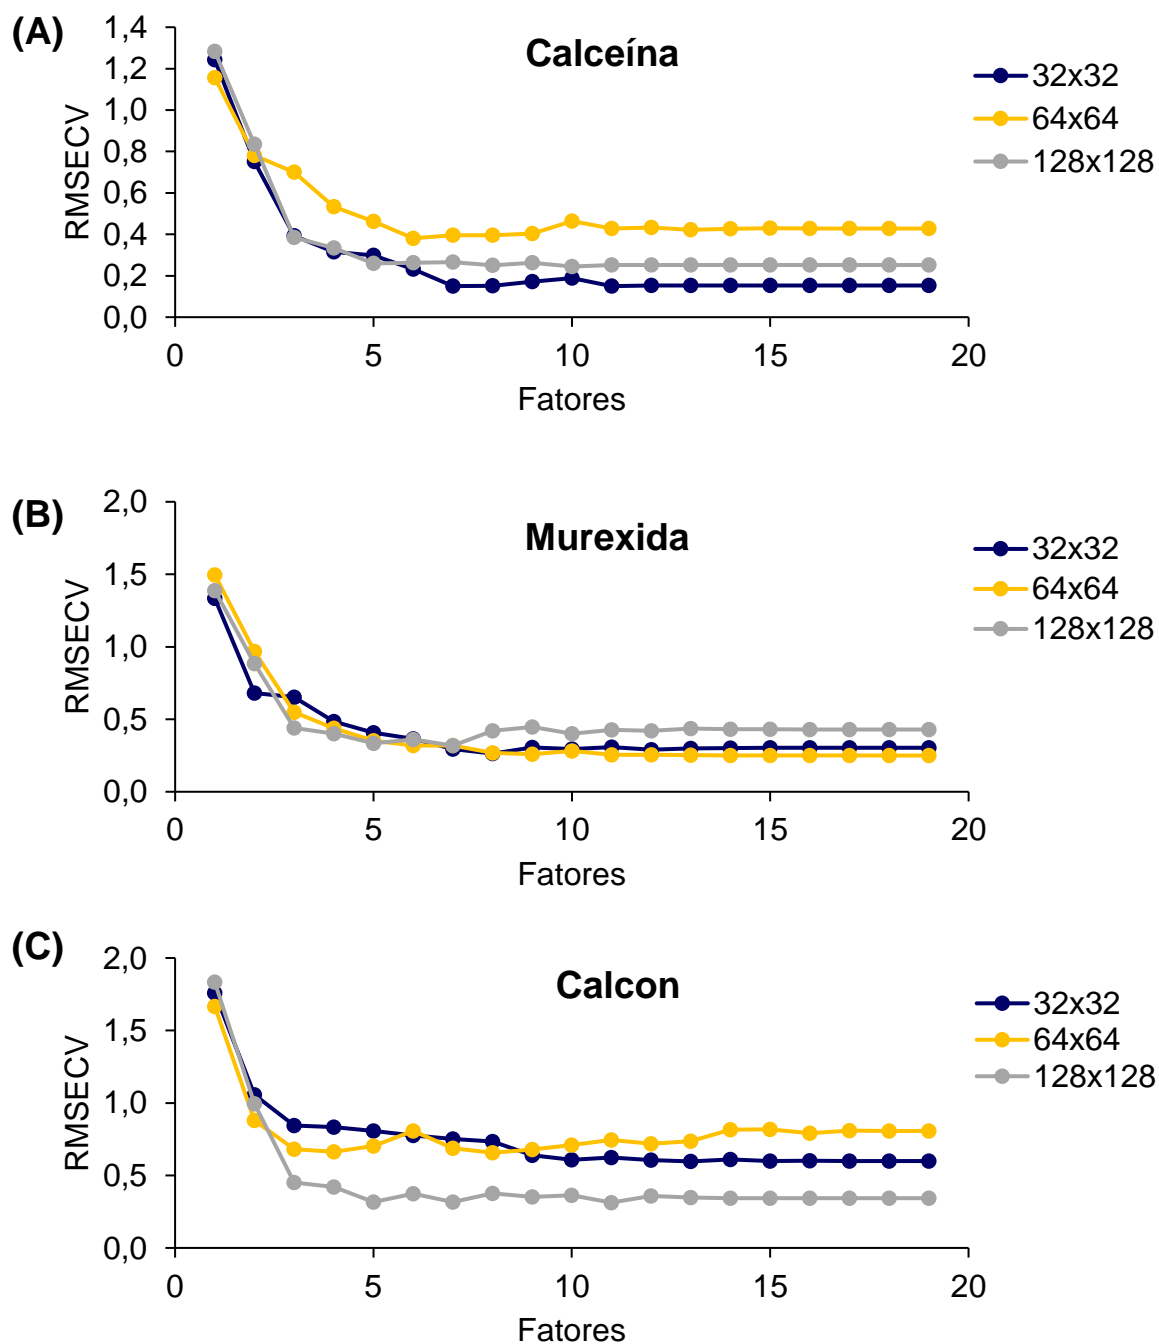 (A)
Calceína
1,4
1,2
1,0
0,8
0,6
0,4
0,2
0,0
RMSECV
0 5 10 15 20
Fatores
32x32
64x64
128x128
(B)
Murexida
2,0
1,5
1,0
0,5
0,0
RMSECV
0 5 10 15 20
Fatores
32x32
64x64
128x128
(C)
Calcon
2,0
1,5
1,0
0,5
0,0
RMSECV
0 5 10 15 20
Fatores
32x32
64x64
128x128